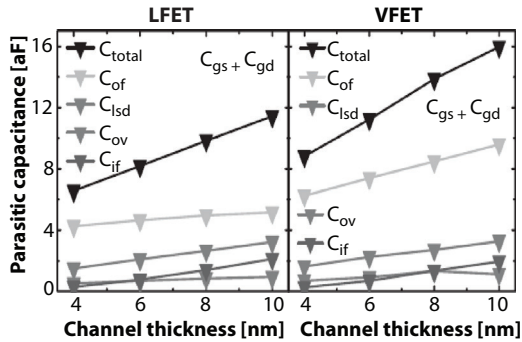 LFET
VFET
Parasitic capacitance [aF]
16
12
8
4
0
C_total
C_of
C_lsd
C_ov
C_if
C_gs + C_gd
C_total
C_of
C_lsd
C_gs + C_gd
C_ov
C_if
4 6 8 10
4 6 8 10
Channel thickness [nm]
Channel thickness [nm]